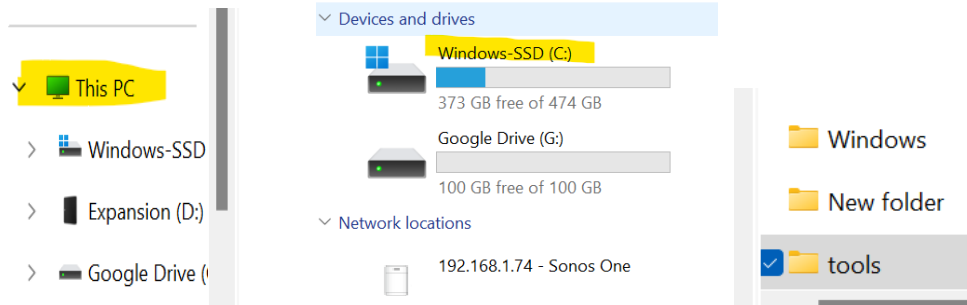 This PC
Windows-SSD
Expansion (D:)
Google Drive (
Devices and drives
Windows-SSD (C:)
373 GB free of 474 GB
Google Drive (G:)
100 GB free of 100 GB
Network locations
192.168.1.74 - Sonos One
Windows
New folder
tools